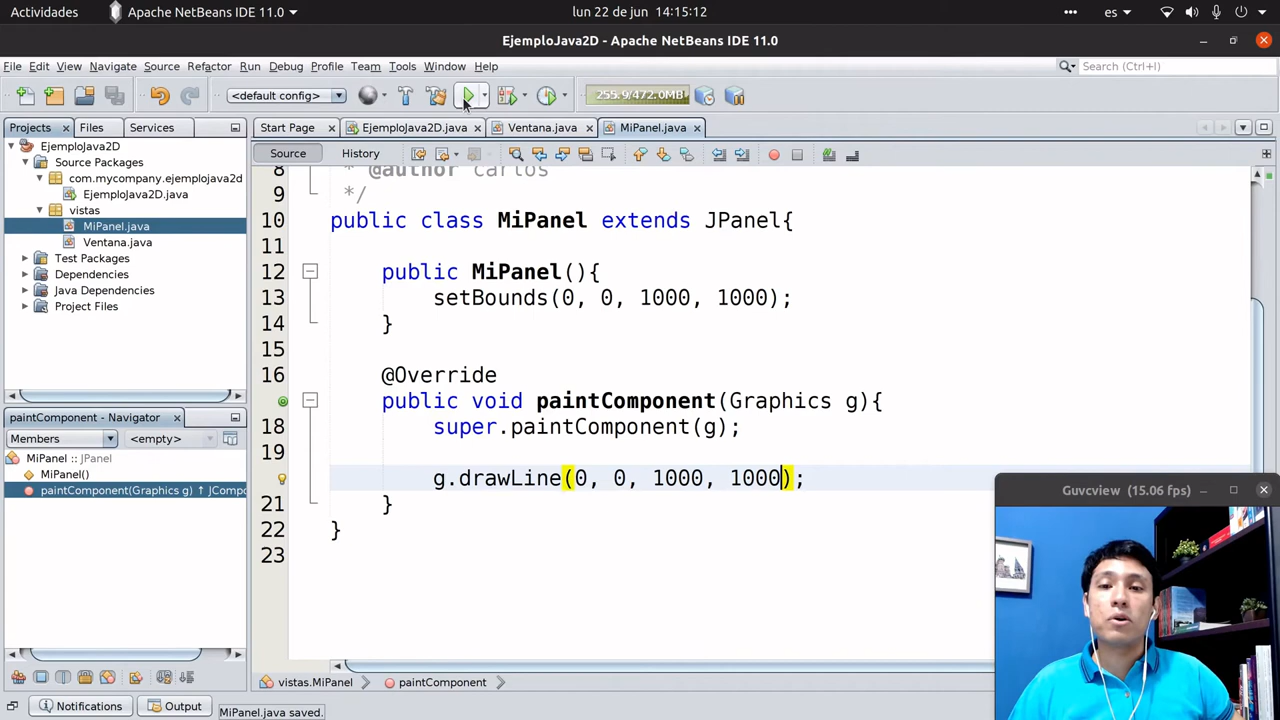 Actividades Apache NetBeans IDE 11.0 lun 22 de jun 14:15:12 es
EjemploJava2D - Apache NetBeans IDE 11.0
File Edit View Navigate Source Refactor Run Debug Profile Team Tools Window Help Search (Ctrl+I)
<default config> 255.9/472.0MB
Projects Files Services Start Page EjemploJava2D.java Ventana.java MiPanel.java
EjemploJava2D
Source Packages
com.mycompany.ejemplojava2d
EjemploJava2D.java
vistas
MiPanel.java
Ventana.java
Test Packages
Dependencies
Java Dependencies
Project Files
paintComponent - Navigator
Members <empty>
MiPanel :: JPanel
MiPanel()
paintComponent(Graphics g) ↑ JCompo
Source History
8 * @author carlos
9 */
10 public class MiPanel extends JPanel{
11
12 public MiPanel(){
13 setBounds(0, 0, 1000, 1000);
14 }
15
16 @Override
public void paintComponent(Graphics g){
18 super.paintComponent(g);
19
g.drawLine(0, 0, 1000, 1000);
21 }
22 }
23
Guvcview (15.06 fps)
vistas.MiPanel paintComponent
Notifications Output MiPanel.java saved.